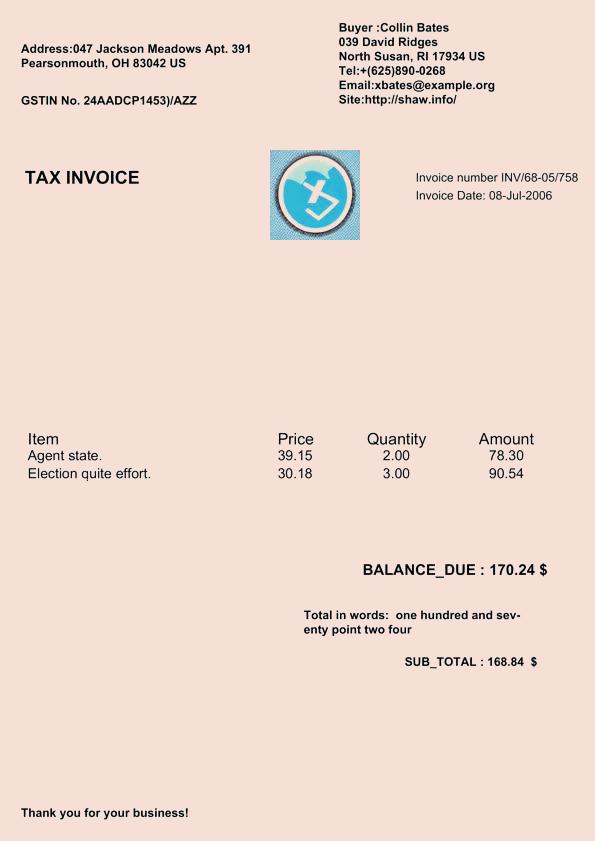 Address:047 Jackson Meadows Apt. 391
Pearsonmouth, OH 83042 US
GSTIN No. 24AADCP1453)/AZZ
Buyer :Collin Bates
039 David Ridges
North Susan, RI 17934 US
Tel:+(625)890-0268
Email:xbates@example.org
Site:http://shaw.info/
TAX INVOICE
Invoice number INV/68-05/758
Invoice Date: 08-Jul-2006
Item Price Quantity Amount
Agent state. 39.15 2.00 78.30
Election quite effort. 30.18 3.00 90.54
BALANCE_DUE : 170.24 $
Total in words: one hundred and sev-
enty point two four
SUB_TOTAL : 168.84 $
Thank you for your business!